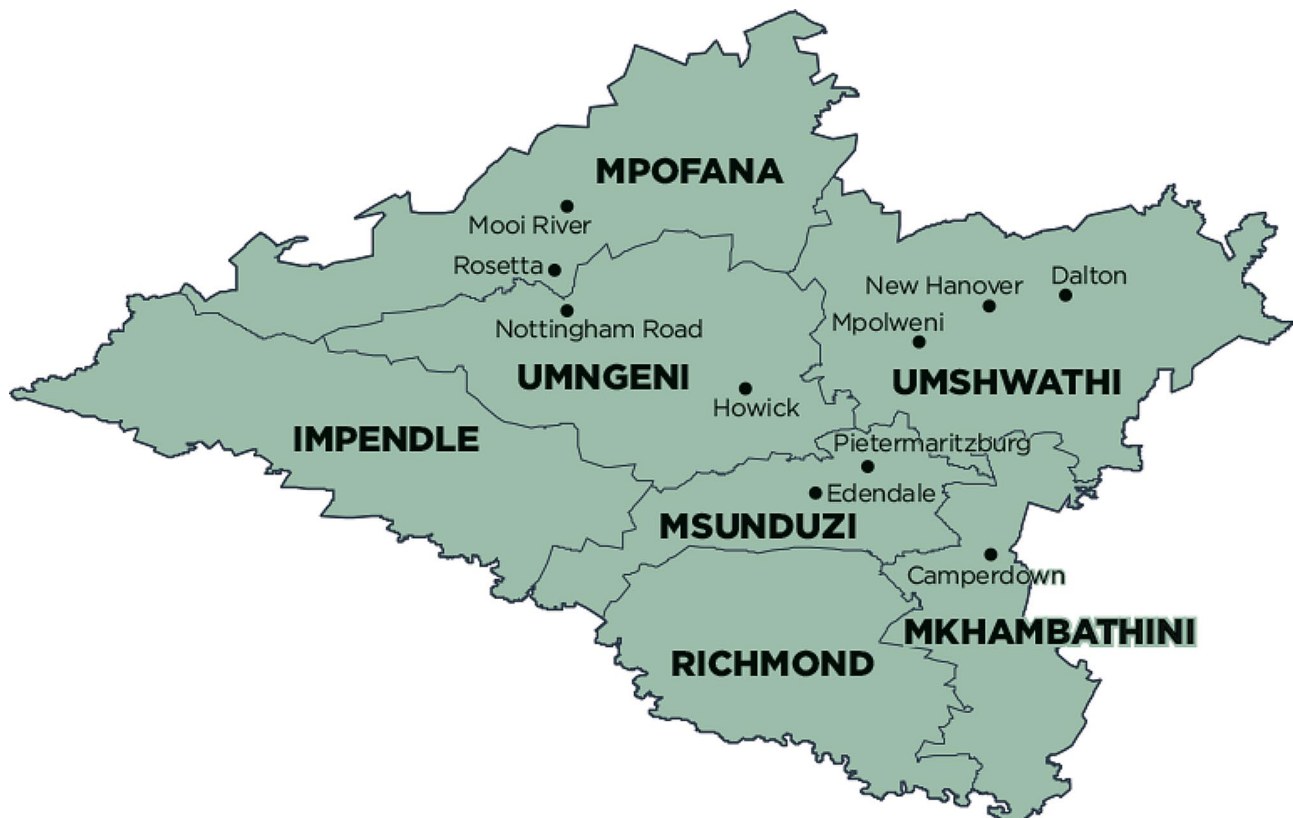 MPOFANA
Mooi River
Rosetta
New Hanover
Dalton
Mpolweni
Nottingham Road
UMNGENI
UMSHWATHI
Howick
IMPENDLE
Pietermaritzburg
Edendale
MSUNDUZI
Camperdown
MKHAMBATHINI
RICHMOND